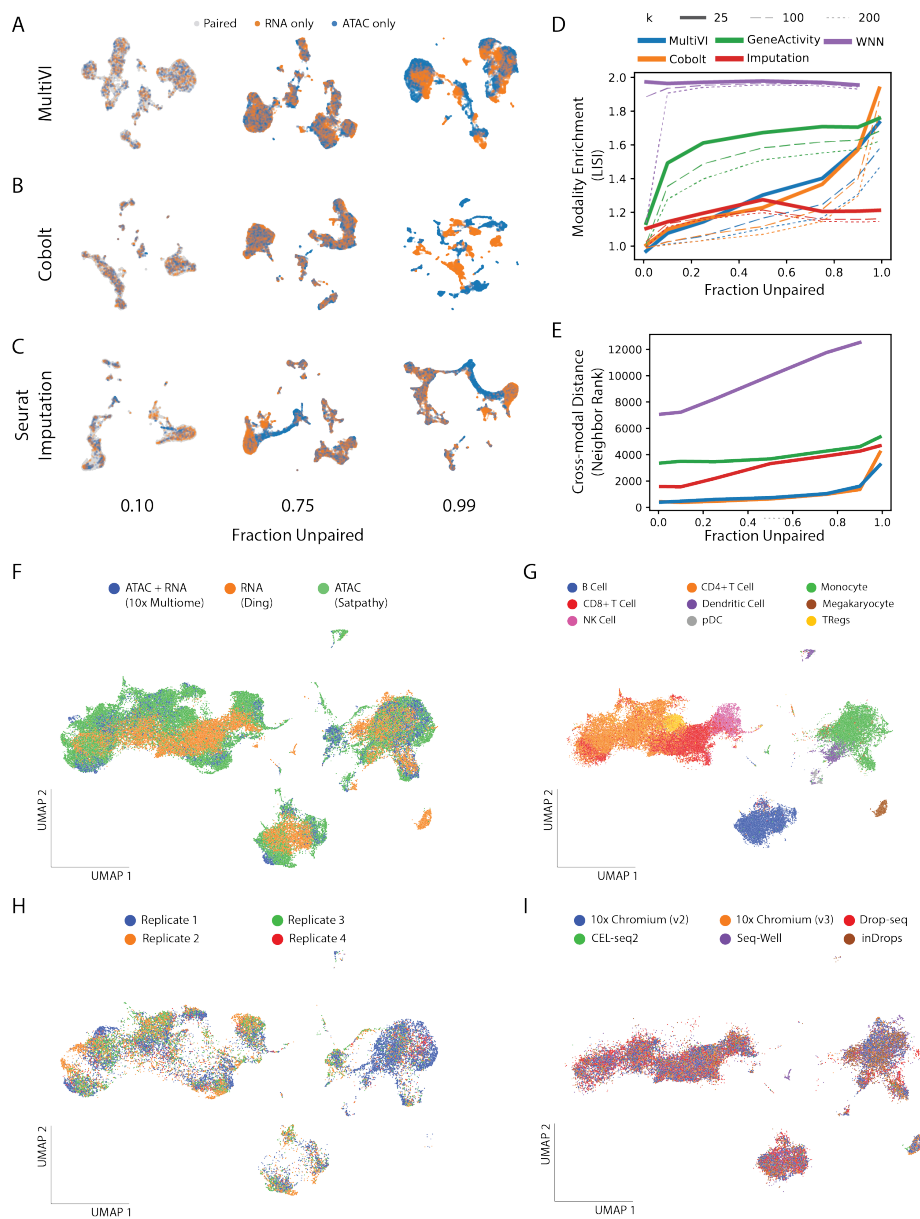 A
Paired
RNA only
ATAC only
MultiVI
B
Cobolt
C
Seurat
Imputation
0.10
0.75
0.99
Fraction Unpaired
D
k
25
100
200
MultiVI
GeneActivity
WNN
Cobolt
Imputation
Modality Enrichment
(LISI)
2.0
1.8
1.6
1.4
1.2
1.0
0.0 0.2 0.4 0.6 0.8 1.0
Fraction Unpaired
E
Cross-modal Distance
(Neighbor Rank)
12000
10000
8000
6000
4000
2000
0
0.0 0.2 0.4 0.6 0.8 1.0
Fraction Unpaired
F
ATAC + RNA
(10x Multiome)
RNA
(Ding)
ATAC
(Satpathy)
UMAP 2
UMAP 1
G
B Cell
CD4+ T Cell
Monocyte
CD8+ T Cell
Dendritic Cell
Megakaryocyte
NK Cell
pDC
TRegs
UMAP 2
UMAP 1
H
Replicate 1
Replicate 3
Replicate 2
Replicate 4
UMAP 2
UMAP 1
I
10x Chromium (v2)
10x Chromium (v3)
Drop-seq
CEL-seq2
Seq-Well
inDrops
UMAP 2
UMAP 1